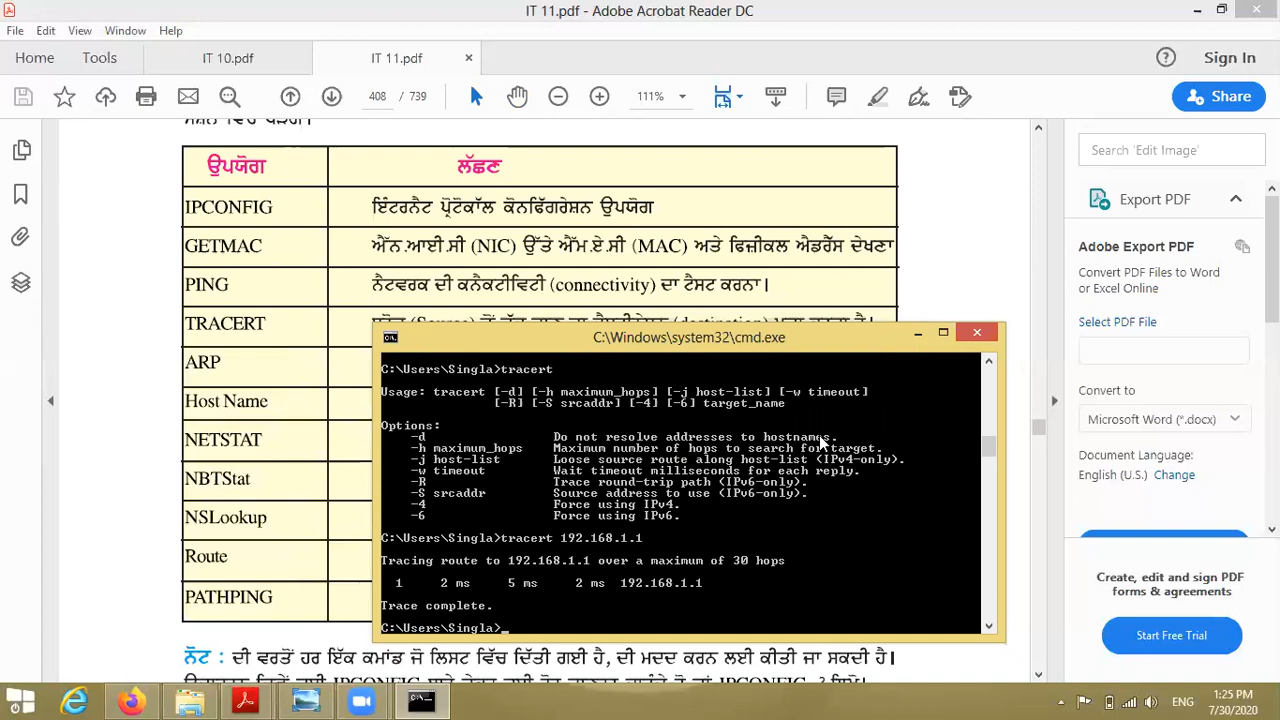 IT 11.pdf - Adobe Acrobat Reader DC
File Edit View Window Help
Home Tools IT 10.pdf IT 11.pdf × Sign In
408 / 739 111% Share
ਉਪਯੋਗ ਲੱਛਣ
IPCONFIG ਇੰਟਰਨੈਟ ਪ੍ਰੋਟੋਕਾੱਲ ਕੋਨਫਿੱਗਰੇਸ਼ਨ ਉਪਯੋਗ
GETMAC ਐੱਨ.ਆਈ.ਸੀ (NIC) ਉੱਤੇ ਐੱਮ.ਏ.ਸੀ (MAC) ਅਤੇ ਫਿਜ਼ੀਕਲ ਐਡਰੈੱਸ ਦੇਖਣਾ
PING ਨੈਟਵਰਕ ਦੀ ਕਨੈਕਟੀਵਿਟੀ (connectivity) ਦਾ ਟੈਸਟ ਕਰਨਾ।
TRACERT
ARP
Host Name
NETSTAT
NBTStat
NSLookup
Route
PATHPING
C:\Windows\system32\cmd.exe
C:\Users\Singla>tracert
Usage: tracert [-d] [-h maximum_hops] [-j host-list] [-w timeout]
[-R] [-S srcaddr] [-4] [-6] target_name
Options:
-d Do not resolve addresses to hostnames.
-h maximum_hops Maximum number of hops to search for target.
-j host-list Loose source route along host-list (IPv4-only).
-w timeout Wait timeout milliseconds for each reply.
-R Trace round-trip path (IPv6-only).
-S srcaddr Source address to use (IPv6-only).
-4 Force using IPv4.
-6 Force using IPv6.
C:\Users\Singla>tracert 192.168.1.1
Tracing route to 192.168.1.1 over a maximum of 30 hops
1 2 ms 5 ms 2 ms 192.168.1.1
Trace complete.
C:\Users\Singla>_
ਨੋਟ : ਦੀ ਵਰਤੋਂ ਹਰ ਇੱਕ ਕਮਾਂਡ ਜੋ ਲਿਸਟ ਵਿੱਚ ਦਿੱਤੀ ਗਈ ਹੈ, ਦੀ ਮਦਦ ਕਰਨ ਲਈ ਕੀਤੀ ਜਾ ਸਕਦੀ ਹੈ।
Search 'Edit Image'
Export PDF
Adobe Export PDF
Convert PDF Files to Word
or Excel Online
Select PDF File
Convert to
Microsoft Word (*.docx)
Document Language:
English (U.S.) Change
Create, edit and sign PDF
forms & agreements
Start Free Trial
ENG 1:25 PM
7/30/2020